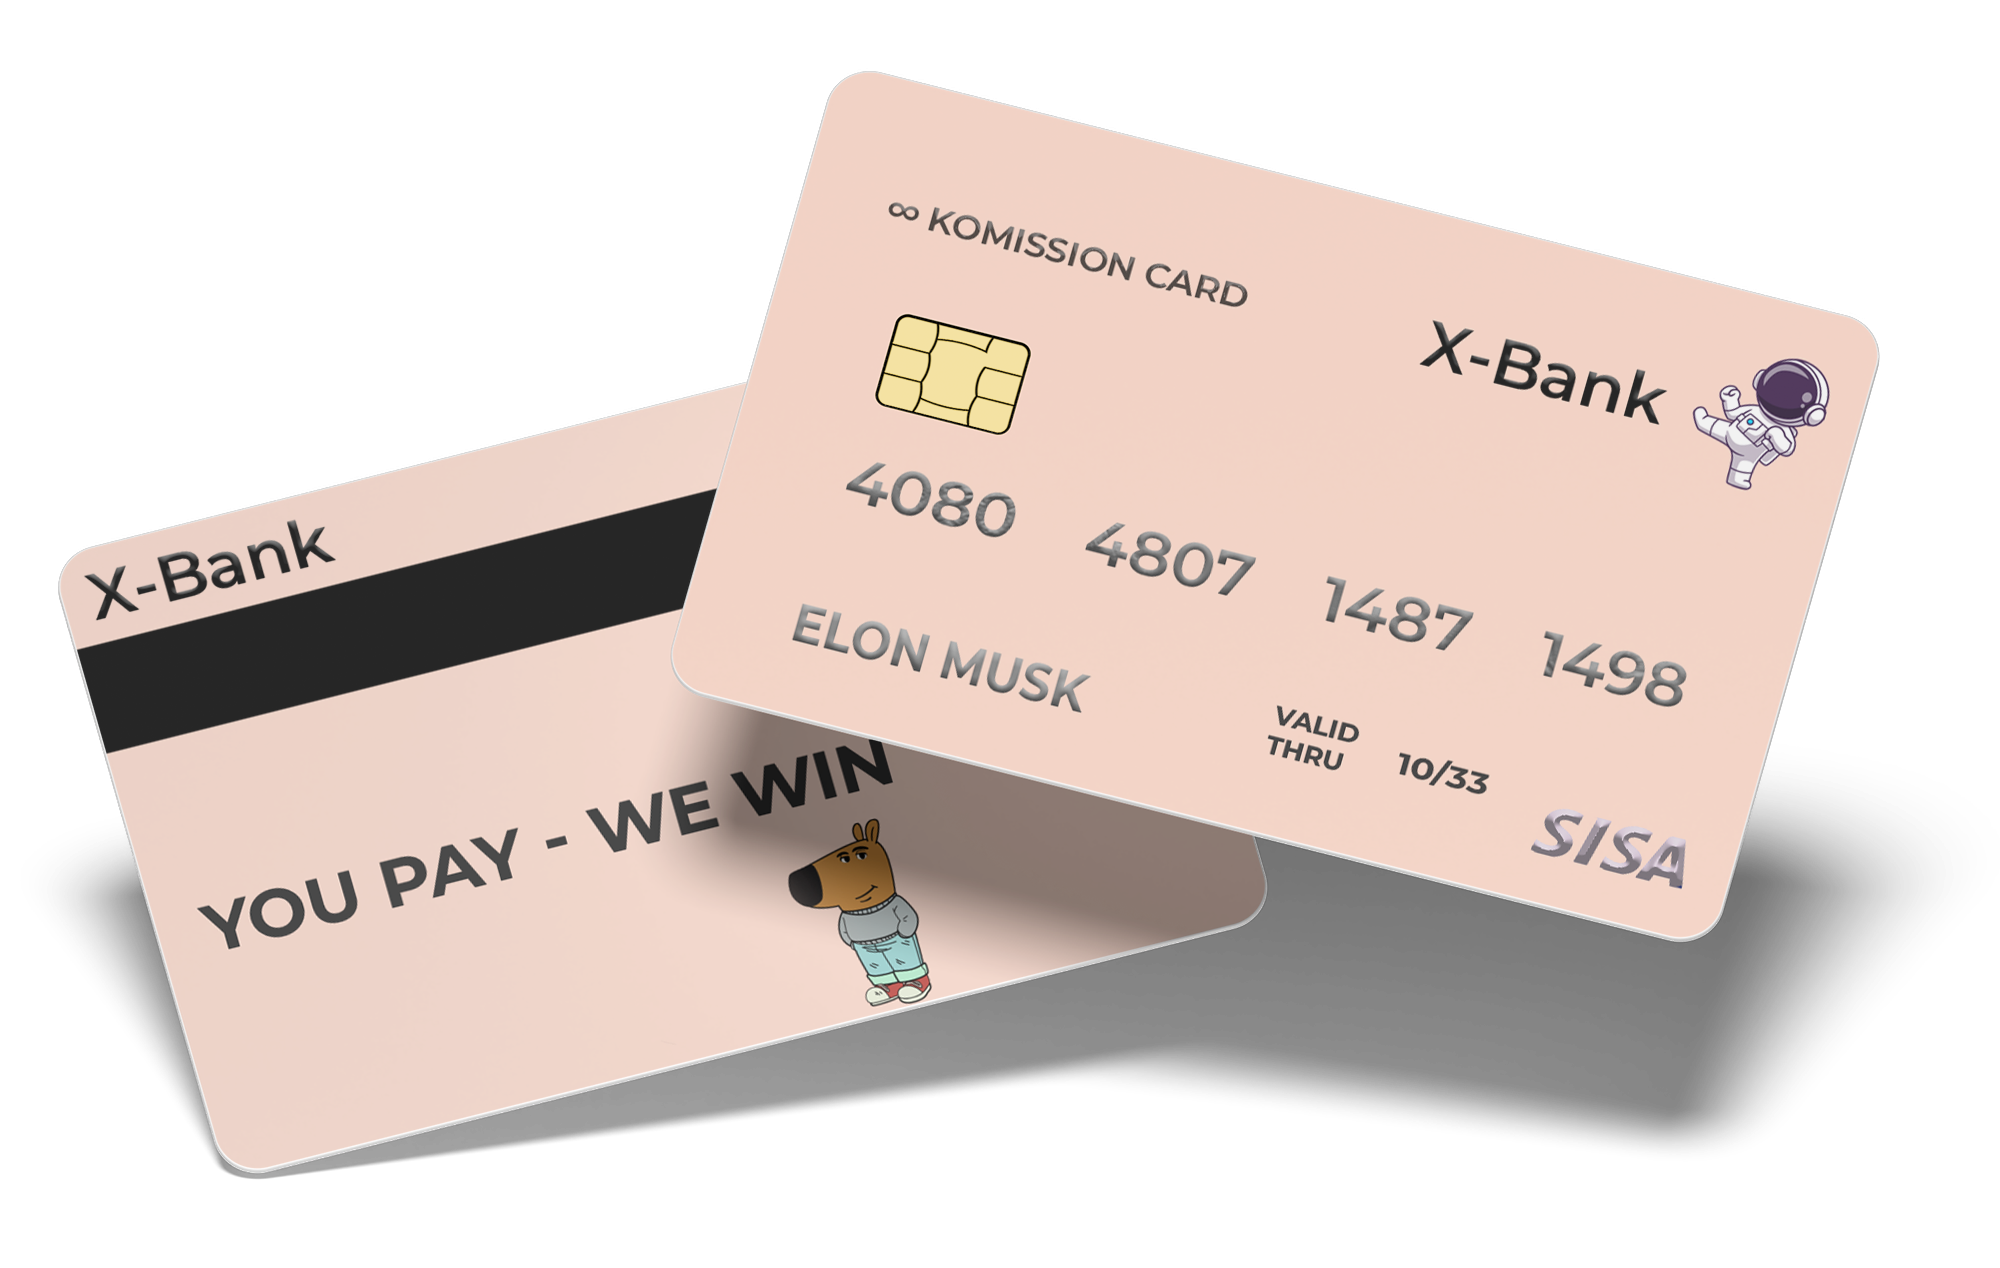 ∞ KOMISSION CARD
X-Bank
4080 4807 1487 1498
ELON MUSK
VALID
THRU 10/33
SISA
X-Bank
YOU PAY - WE WIN